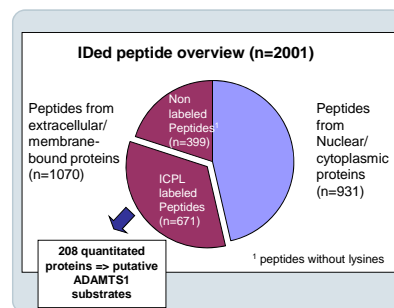 IDed peptide overview (n=2001)
Peptides from
extracellular/
membrane-
bound proteins
(n=1070)
Non
labeled
Peptides¹
(n=399)
ICPL
labeled
Peptides
(n=671)
Peptides
from
Nuclear/
cytoplasmic
proteins
(n=931)
208 quantitated
proteins => putative
ADAMTS1
substrates
¹ peptides without lysines